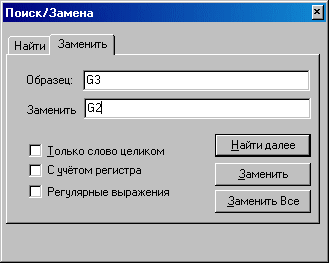 Поиск/Замена
Найти Заменить
Образец: G3
Заменить G2
Только слово целиком
Найти далее
С учётом регистра
Заменить
Регулярные выражения
Заменить Все